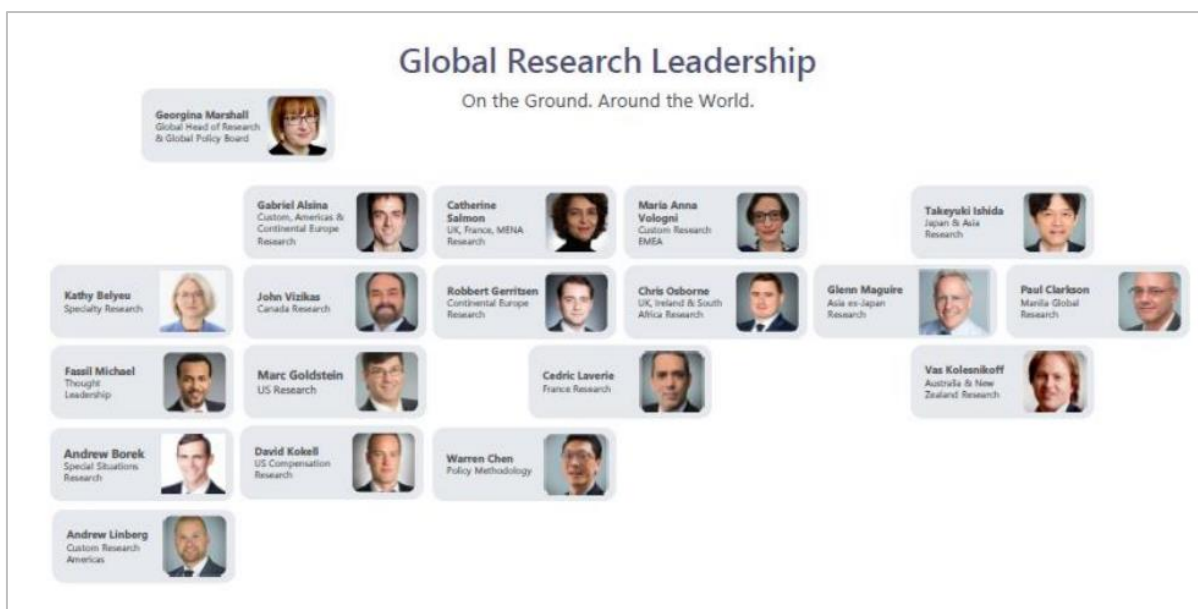 Global Research Leadership
On the Ground. Around the World.
Georgina Marshall
Global Head of Research
& Global Policy Board
Gabriel Alsina
Custom, Americas &
Continental Europe
Research
Catherine
Salmon
UK, France, MENA
Research
Maria Anna
Vologni
Custom Research
EMEA
Takeyuki Ishida
Japan & Asia
Research
Kathy Belyeu
Specialty Research
John Vizikas
Canada Research
Robbert Gerritsen
Continental Europe
Research
Chris Osborne
UK, Ireland & South
Africa Research
Glenn Maguire
Asia ex-Japan
Research
Paul Clarkson
Manila Global
Research
Fassil Michael
Thought
Leadership
Marc Goldstein
US Research
Cedric Laverie
France Research
Vas Kolesnikoff
Australia & New
Zealand Research
Andrew Borek
Special Situations
Research
David Kokell
US Compensation
Research
Warren Chen
Policy Methodology
Andrew Linberg
Custom Research
Americas